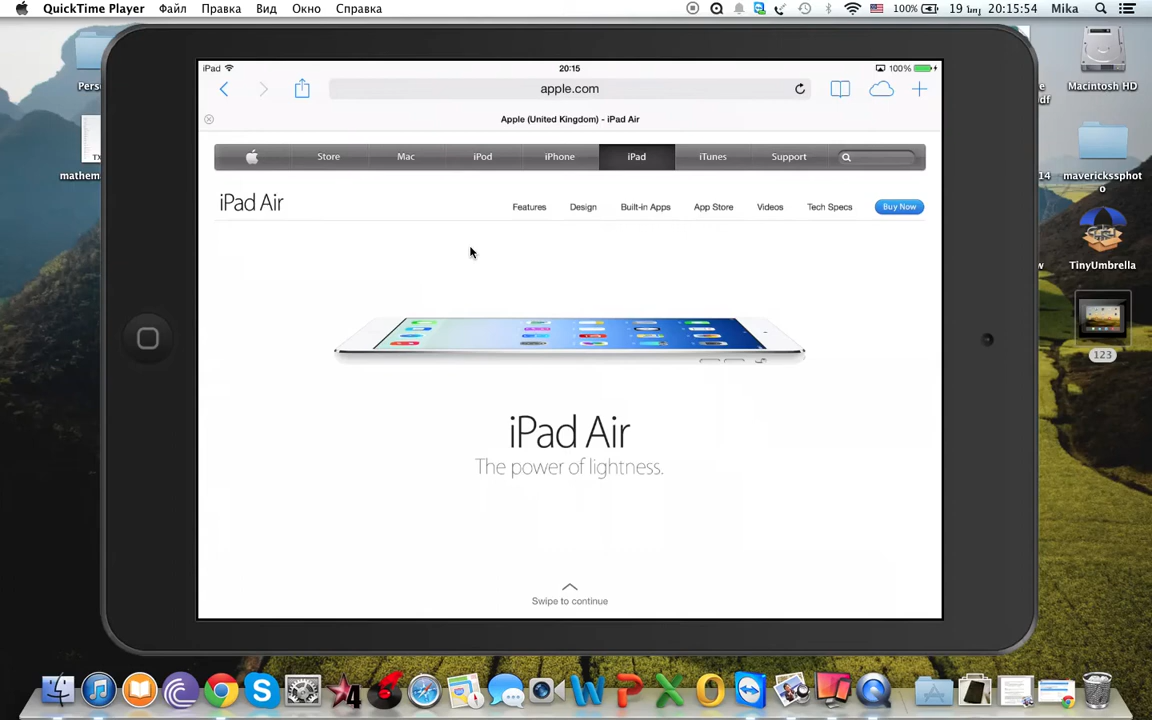 QuickTime Player Файл Правка Вид Окно Справка 100% 20:15:54 Mika
iPad 20:15 100%
apple.com
Apple (United Kingdom) - iPad Air
Store Mac iPod iPhone iPad iTunes Support
iPad Air Features Design Built-in Apps App Store Videos Tech Specs Buy Now
iPad Air
The power of lightness.
Swipe to continue
Macintosh HD
TinyUmbrella
123